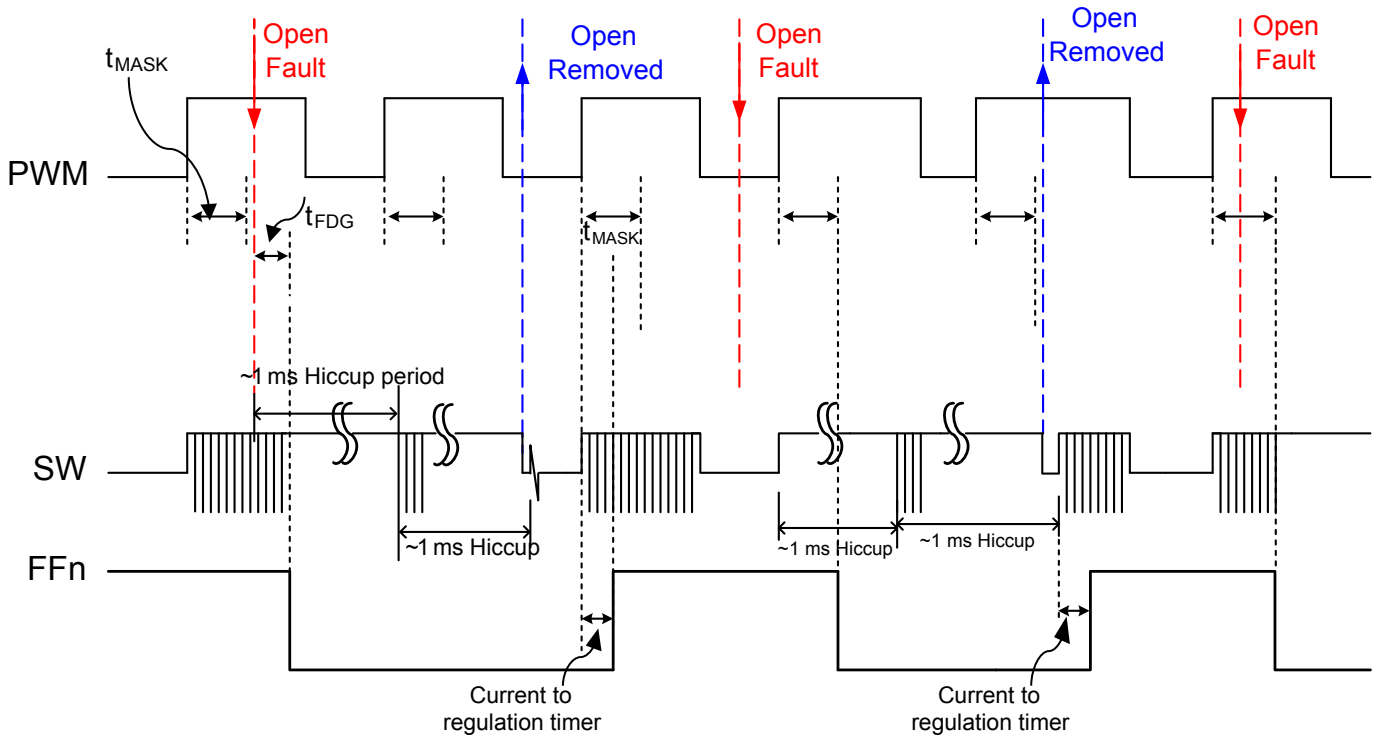 Open
Fault
Open
Removed
Open
Fault
Open
Removed
Open
Fault
tMASK
PWM
tFDG
tMASK
~1 ms Hiccup period
SW
~1 ms Hiccup
~1 ms Hiccup
~1 ms Hiccup
FFn
Current to
regulation timer
Current to
regulation timer